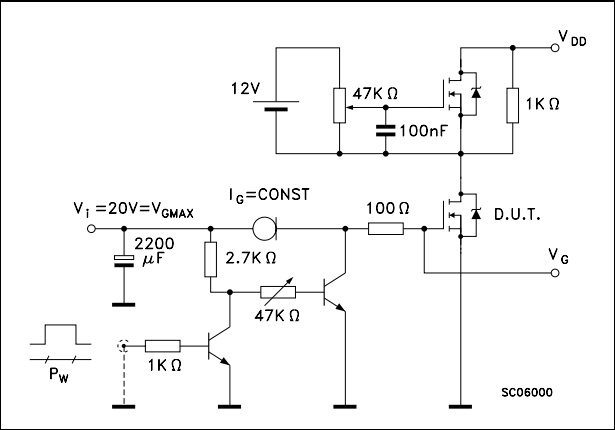 V DD
12V
47K Ω
1K Ω
100nF
I G =CONST
V i =20V=V GMAX
100 Ω
D.U.T.
2200
μF
2.7K Ω
V G
47K Ω
1K Ω
P W
SC06000